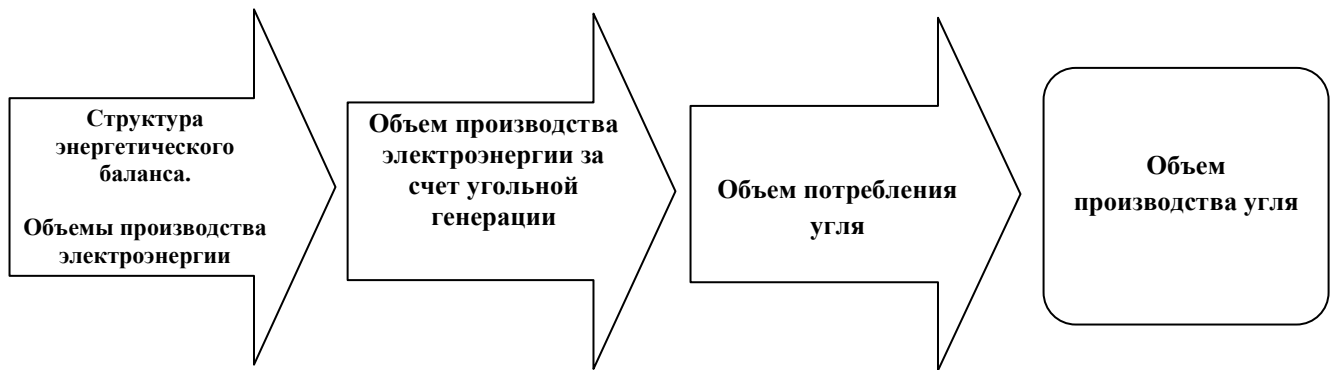 Структура
энергетического
баланса.
Объемы производства
электроэнергии
Объем производства
электроэнергии за
счет угольной
генерации
Объем потребления
угля
Объем
производства угля